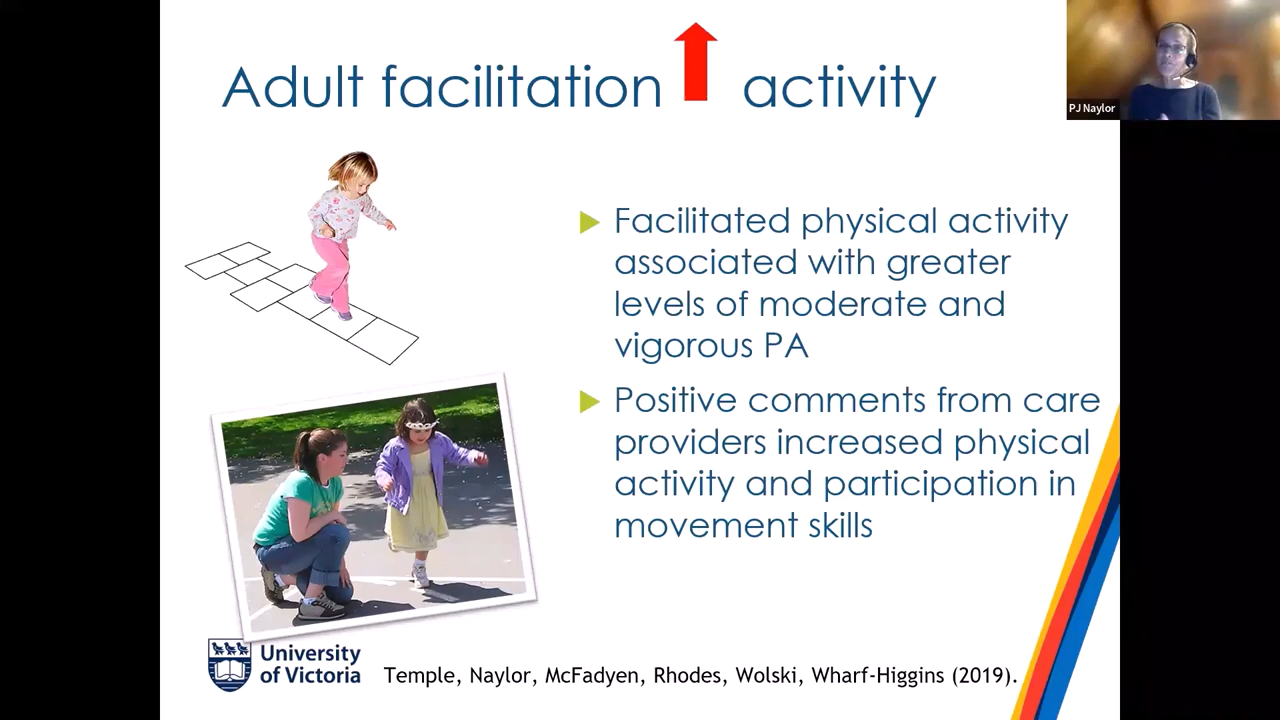 Adult facilitation activity
PJ Naylor
Facilitated physical activity
associated with greater
levels of moderate and
vigorous PA
Positive comments from care
providers increased physical
activity and participation in
movement skills
University
of Victoria
Temple, Naylor, McFadyen, Rhodes, Wolski, Wharf-Higgins (2019).